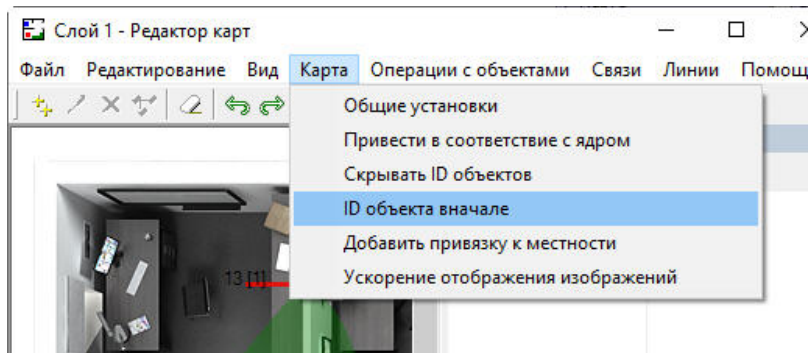 Слой 1 - Редактор карт
Файл Редактирование Вид Карта Операции с объектами Связи Линии Помощ
Общие установки
Привести в соответствие с ядром
Скрывать ID объектов
ID объекта вначале
Добавить привязку к местности
Ускорение отображения изображений
13 [1]